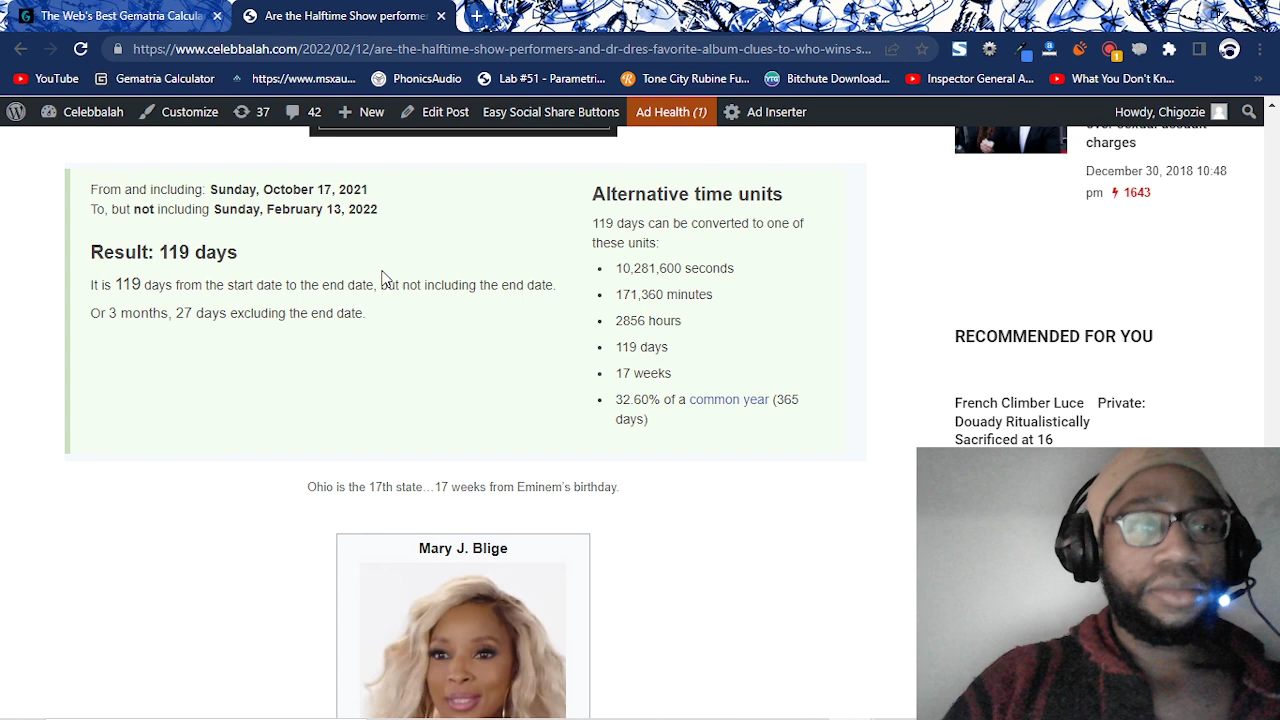 The Web's Best Gematria Calcula
Are the Halftime Show performer
https://www.celebbalah.com/2022/02/12/are-the-halftime-show-performers-and-dr-dres-favorite-album-clues-to-who-wins-s...
YouTube
Gematria Calculator
https://www.msxau...
PhonicsAudio
Lab #51 - Parametri...
Tone City Rubine Fu...
Bitchute Download...
Inspector General A...
What You Don't Kn...
Celebbalah
Customize
37
42
New
Edit Post
Easy Social Share Buttons
Ad Health (1)
Ad Inserter
Howdy, Chigozie
over sexual assault
charges
December 30, 2018 10:48
pm 1643
From and including: Sunday, October 17, 2021
To, but not including Sunday, February 13, 2022
Result: 119 days
It is 119 days from the start date to the end date, but not including the end date.
Or 3 months, 27 days excluding the end date.
Alternative time units
119 days can be converted to one of
these units:
• 10,281,600 seconds
• 171,360 minutes
• 2856 hours
• 119 days
• 17 weeks
• 32.60% of a common year (365
days)
RECOMMENDED FOR YOU
French Climber Luce
Douady Ritualistically
Sacrificed at 16
Private:
Ohio is the 17th state...17 weeks from Eminem's birthday.
Mary J. Blige